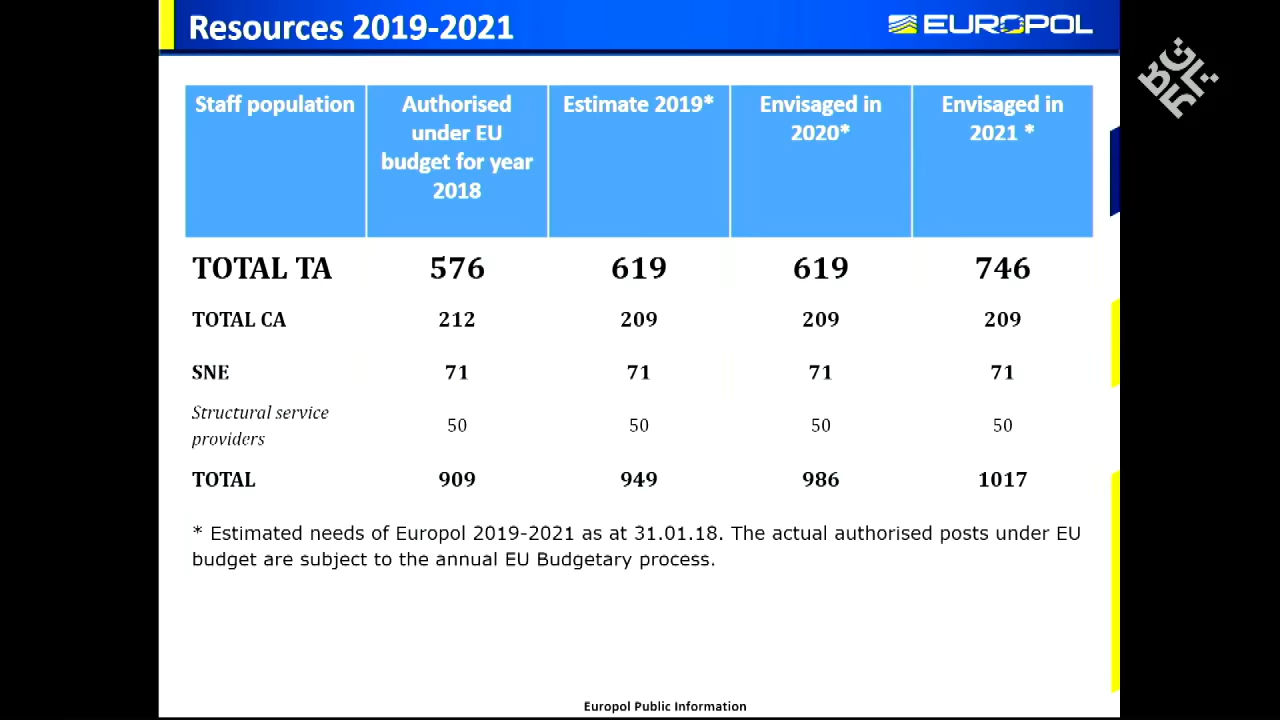 Resources 2019-2021
EUROPOL
Staff population
Authorised
under EU
budget for year
2018
Estimate 2019*
Envisaged in
2020*
Envisaged in
2021 *
TOTAL TA 576 619 619 746
TOTAL CA 212 209 209 209
SNE 71 71 71 71
Structural service
providers 50 50 50 50
TOTAL 909 949 986 1017
* Estimated needs of Europol 2019-2021 as at 31.01.18. The actual authorised posts under EU
budget are subject to the annual EU Budgetary process.
Europol Public Information